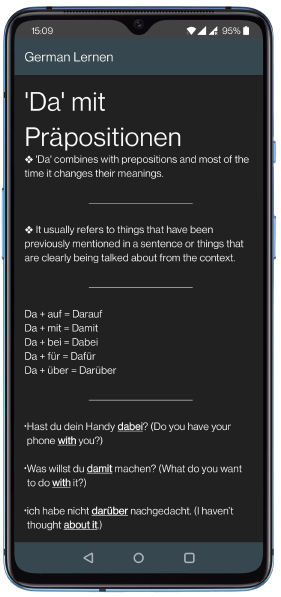 15:09
95%
German Lernen
'Da' mit
Präpositionen
❖ 'Da' combines with prepositions and most of the
time it changes their meanings.
❖ It usually refers to things that have been
previously mentioned in a sentence or things that
are clearly being talked about from the context.
Da + auf = Darauf
Da + mit = Damit
Da + bei = Dabei
Da + für = Dafür
Da + über = Darüber
·Hast du dein Handy dabei? (Do you have your
phone with you?)
·Was willst du damit machen? (What do you want
to do with it?)
·ich habe nicht darüber nachgedacht. (I haven't
thought about it.)